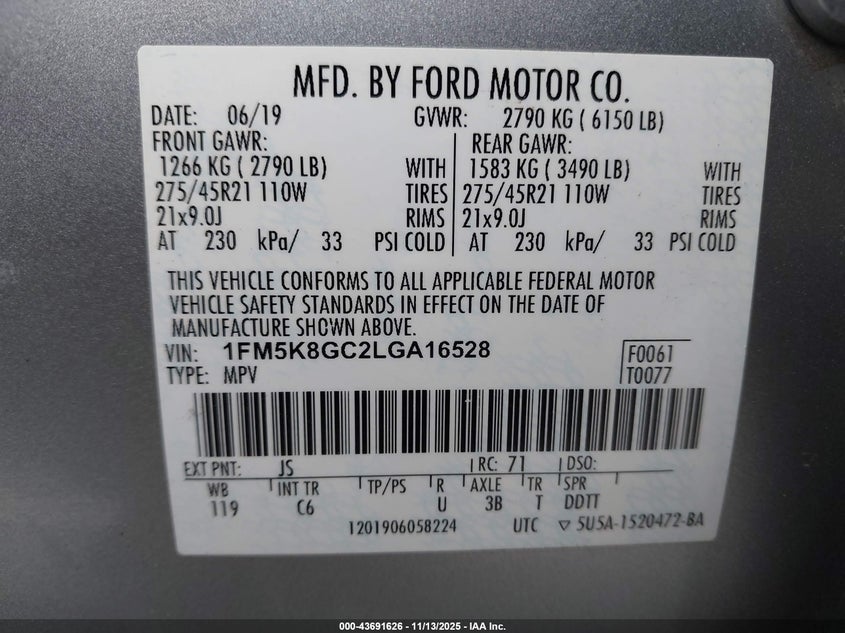 MFD. BY FORD MOTOR CO.
DATE: 06/19 GVWR: 2790 KG ( 6150 LB)
FRONT GAWR: REAR GAWR:
1266 KG ( 2790 LB) WITH 1583 KG ( 3490 LB) WITH
275/45R21 110W TIRES 275/45R21 110W TIRES
21x9.0J RIMS 21x9.0J RIMS
AT 230 kPa/ 33 PSI COLD AT 230 kPa/ 33 PSI COLD
THIS VEHICLE CONFORMS TO ALL APPLICABLE FEDERAL MOTOR
VEHICLE SAFETY STANDARDS IN EFFECT ON THE DATE OF
MANUFACTURE SHOWN ABOVE.
VIN: 1FM5K8GC2LGA16528 F0061
TYPE: MPV T0077
EXT PNT: JS RC: 71 DSO:
WB INT TR TP/PS R AXLE TR SPR
119 C6 U 3B T DDTT
1201906058224 UTC ▽ 5U5A-1520472-BA
000-43691626 - 11/13/2025 - IAA Inc.